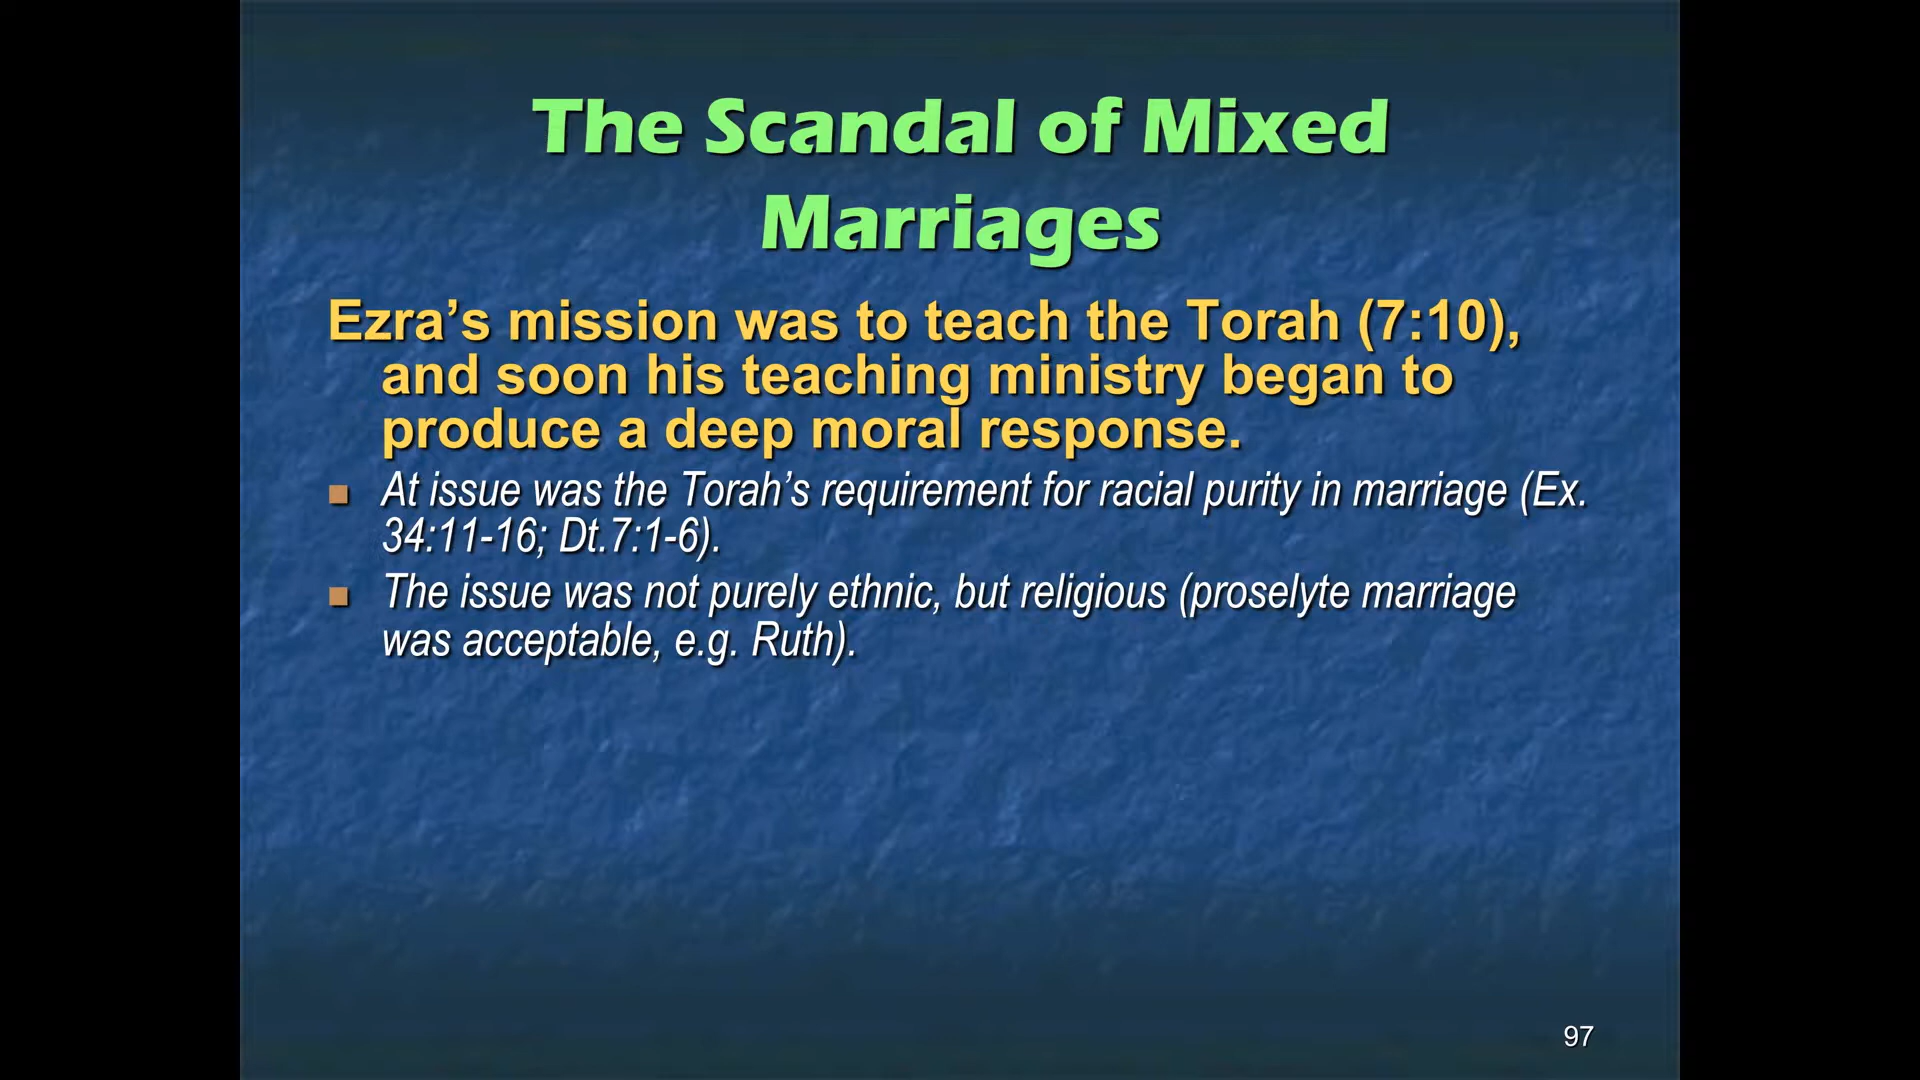 The Scandal of Mixed
Marriages
Ezra’s mission was to teach the Torah (7:10),
and soon his teaching ministry began to
produce a deep moral response.
At issue was the Torah’s requirement for racial purity in marriage (Ex.
34:11-16; Dt.7:1-6).
The issue was not purely ethnic, but religious (proselyte marriage
was acceptable, e.g. Ruth).
97